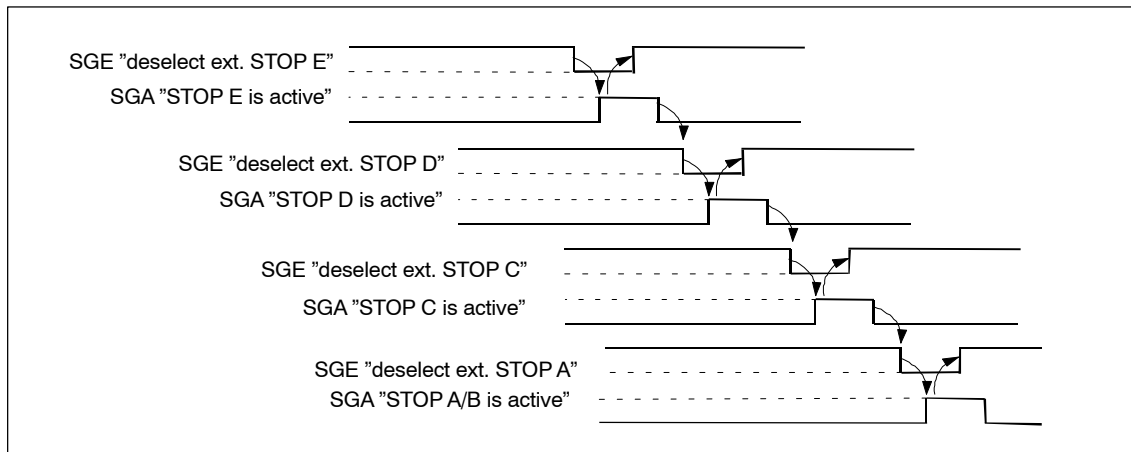 SGE ”deselect ext. STOP E”
SGA ”STOP E is active”
SGE ”deselect ext. STOP D”
SGA ”STOP D is active”
SGE ”deselect ext. STOP C”
SGA ”STOP C is active”
SGE ”deselect ext. STOP A”
SGA ”STOP A/B is active”